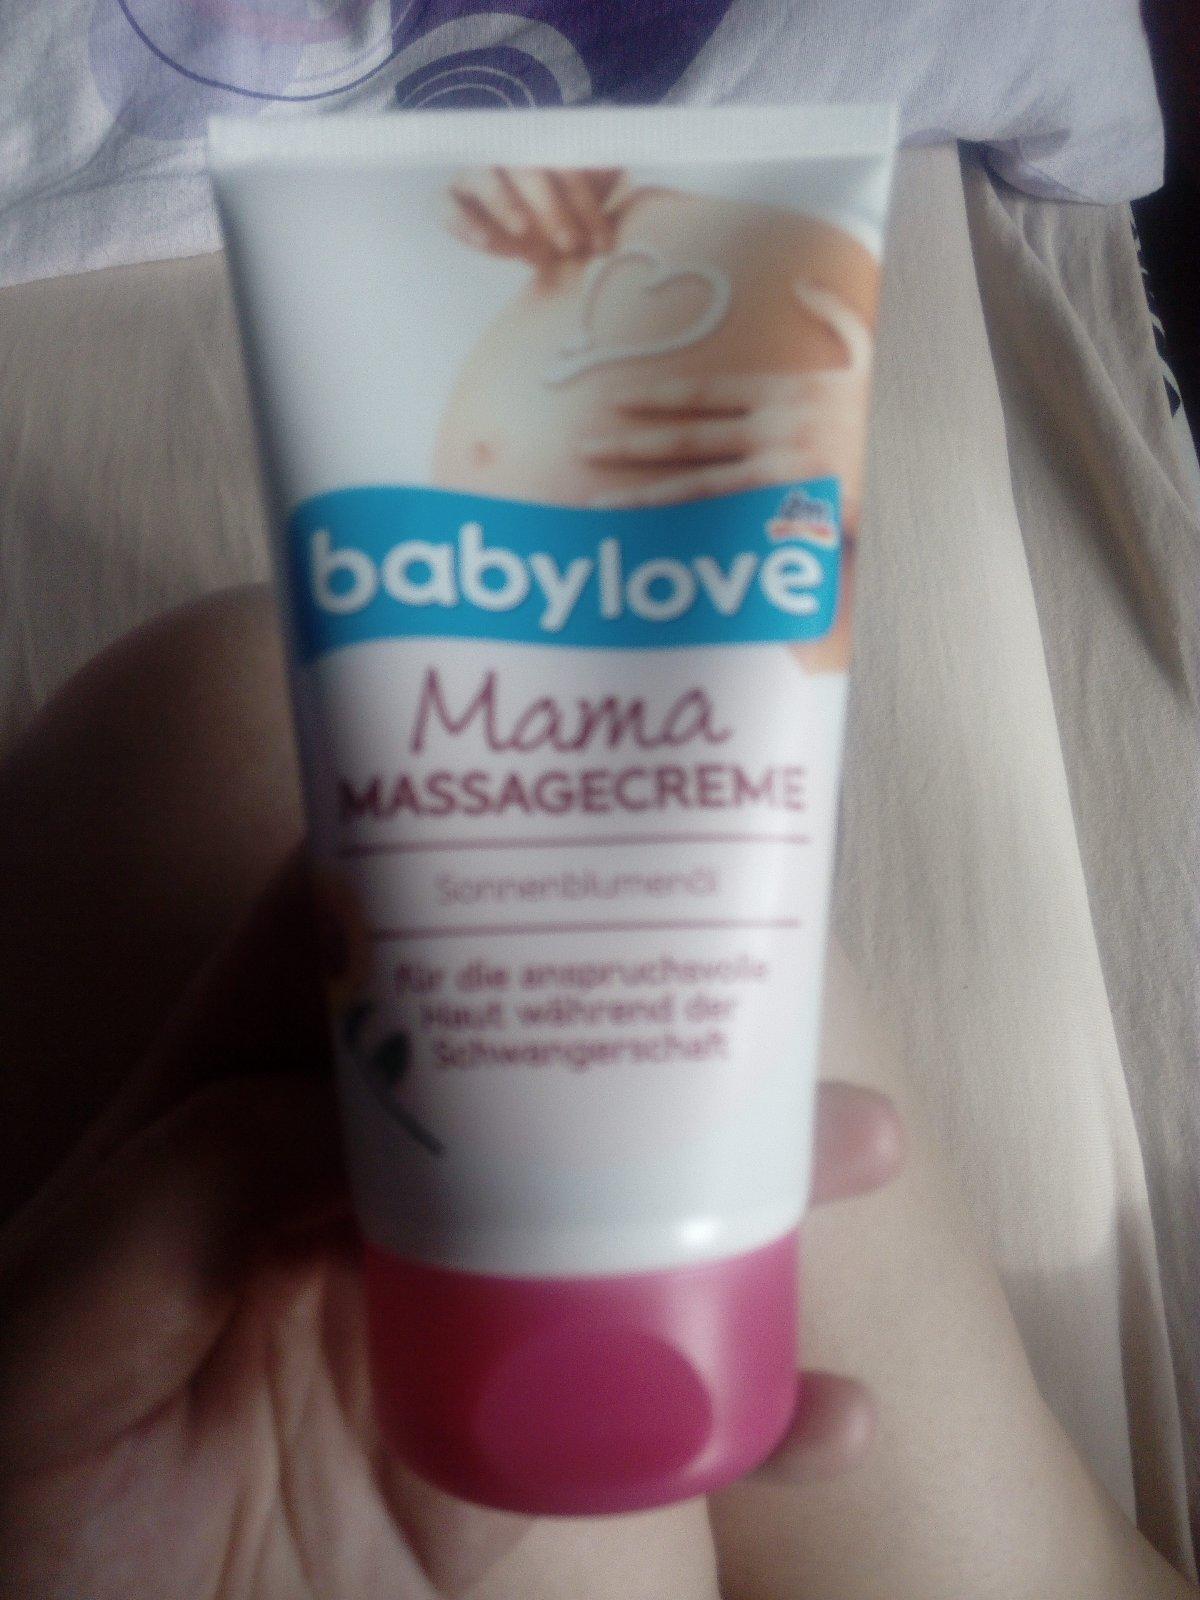 babylove
Mama
MASSAGECREME
Sonnenblumenöl
für die anspruchsvolle
Haut während der
Schwangerschaft